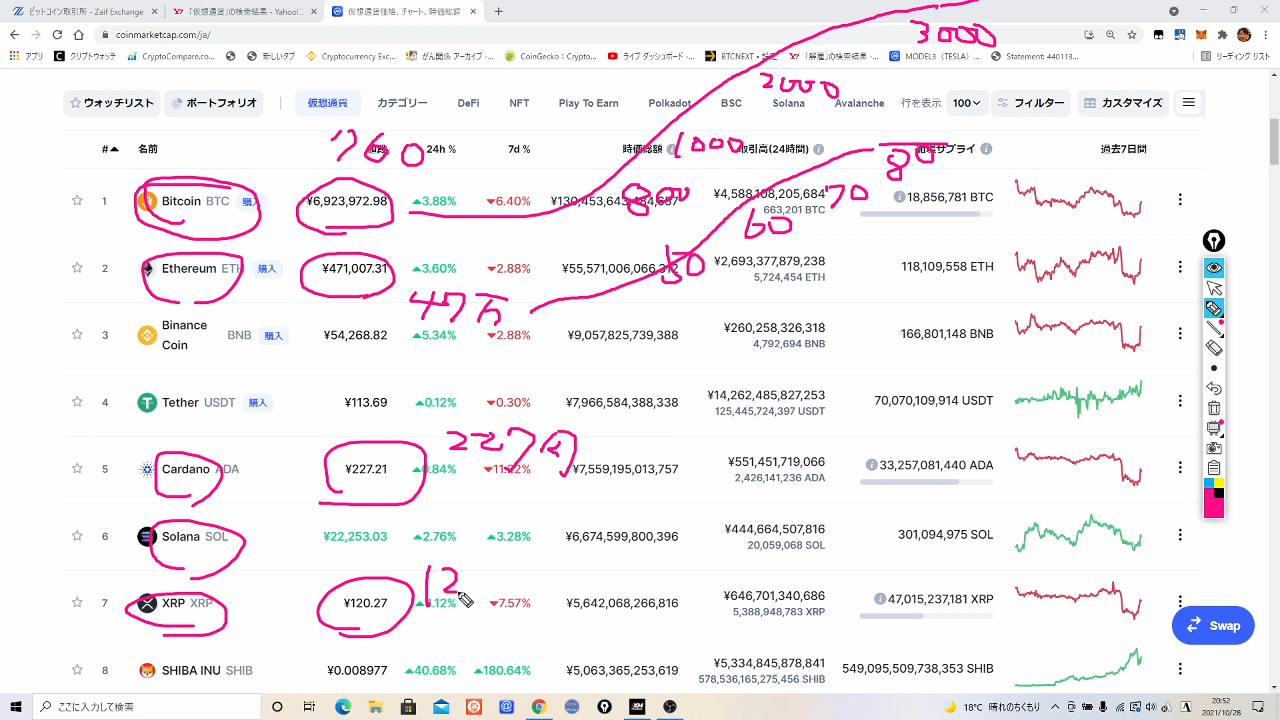 ビットコイン取引所 - Zaif Exchange
「仮想通貨」の検索結果 - Yahoo!
仮想通貨価格、チャート、時価総額
coinmarketcap.com/ja/
アプリ
クリプトワールド
CryptoComparo...
新しいタブ
Cryptocurrency Exc...
がん関係 アーカイブ -...
CoinGecko : Crypto...
ライブ ダッシュボード -...
の検索結果 -...
MODEL3（TESLA）...
Statement 440113...
リーディング リスト
3000
2000
ウォッチリスト
ポートフォリオ
仮想通貨
カテゴリー
DeFi
NFT
Play To Earn
Polkadot
BSC
Solana
Avalanche
行を表示
100
フィルター
カスタマイズ
760
1000
80
#
名前
24h %
7d %
時価総額
取引高(24時間)
過去7日間
1
Bitcoin BTC
¥6,923,972.98
3.88%
6.40%
800
¥4,588,108,205,684
663,201 BTC
70
18,856,781 BTC
60
2
Ethereum ETH
購入
¥471,007.31
3.60%
2.88%
¥55,571,006,066,312
50
¥2,693,377,879,238
5,724,454 ETH
118,109,558 ETH
47万
3
Binance
Coin
BNB
購入
¥54,268.82
5.34%
2.88%
¥9,057,825,739,388
¥260,258,326,318
4,792,694 BNB
166,801,148 BNB
4
Tether USDT
購入
¥113.69
0.12%
0.30%
¥7,966,584,388,338
¥14,262,485,827,253
125,445,724,397 USDT
70,070,109,914 USDT
227円
5
Cardano ADA
¥227.21
0.84%
¥7,559,195,013,757
¥551,451,719,066
2,426,141,236 ADA
33,257,081,440 ADA
6
Solana SOL
¥22,253.03
2.76%
3.28%
¥6,674,599,800,396
¥444,664,507,816
20,059,068 SOL
301,094,975 SOL
12
7
XRP XRP
¥120.27
7.57%
¥5,642,068,266,816
¥646,701,340,686
5,388,948,783 XRP
47,015,237,181 XRP
Swap
8
SHIBA INU SHIB
¥0.008977
40.68%
180.64%
¥5,063,365,253,619
¥5,334,845,878,841
578,536,165,275,456 SHIB
549,095,509,738,353 SHIB
ここに入力して検索
XM
18°C
晴れのちくもり
A
20:52
2021/10/28